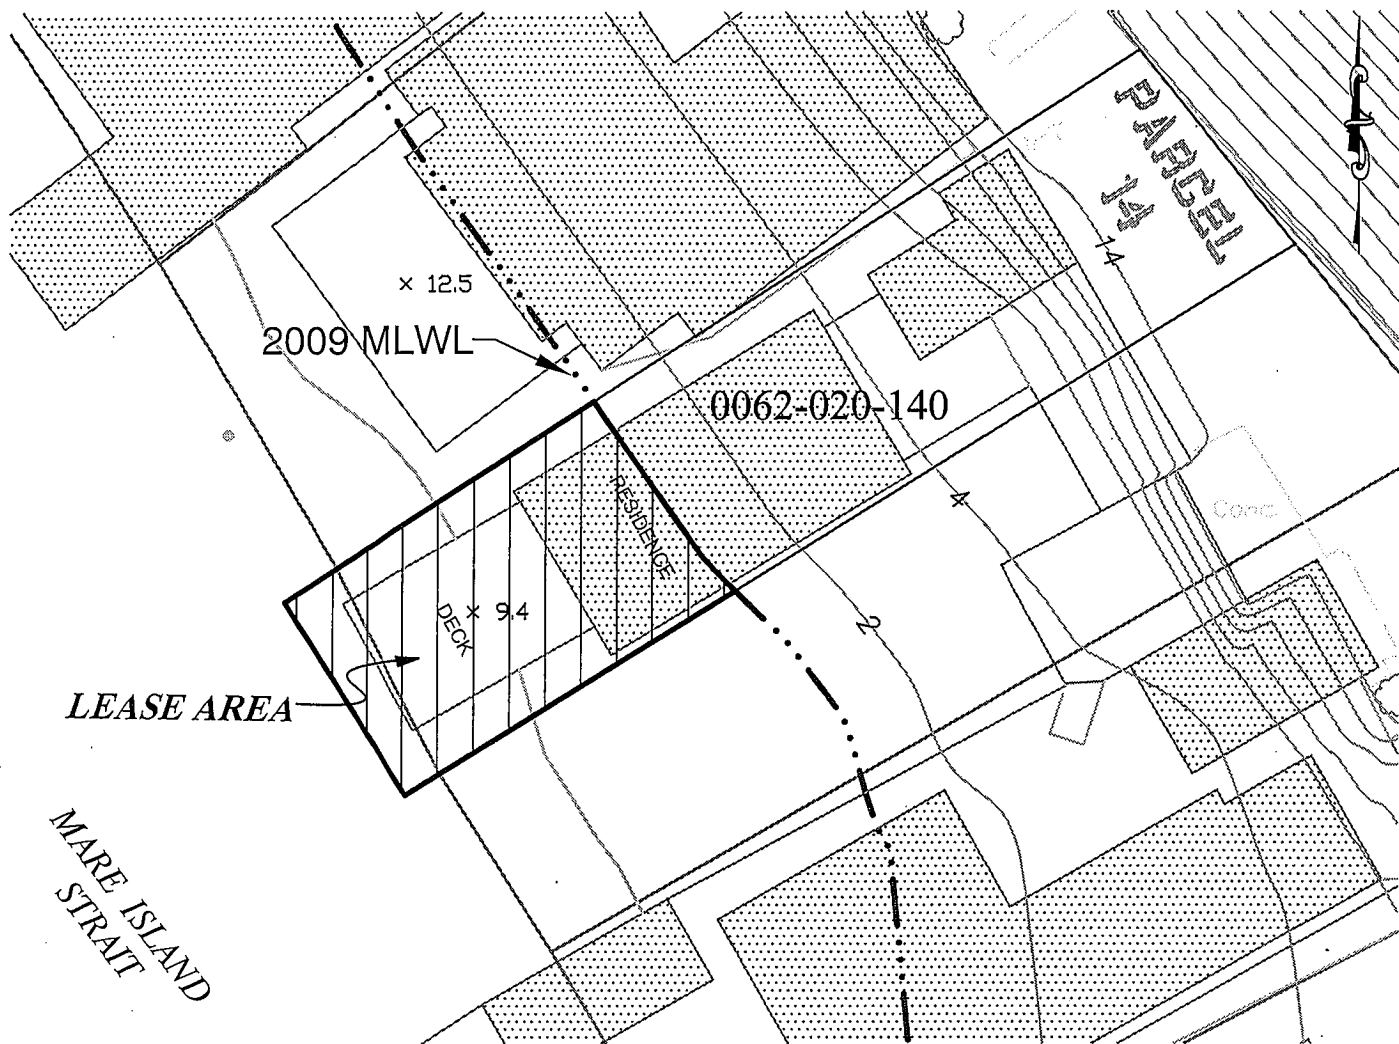 PARCEL
14
14
× 12.5
2009 MLWL
0062-020-140
RESIDENCE
4
Conc
× 9.4
DECK
2
LEASE AREA
MARE ISLAND
STRAIT